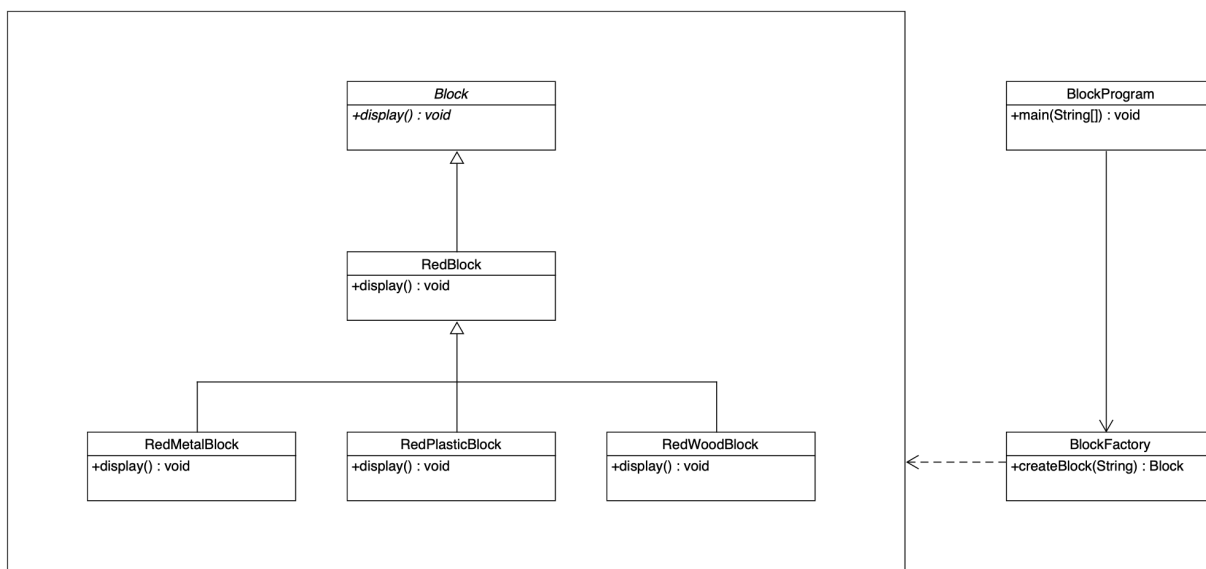 Block
+display() : void
BlockProgram
+main(String[]) : void
RedBlock
+display() : void
RedMetalBlock
+display() : void
RedPlasticBlock
+display() : void
RedWoodBlock
+display() : void
BlockFactory
+createBlock(String) : Block